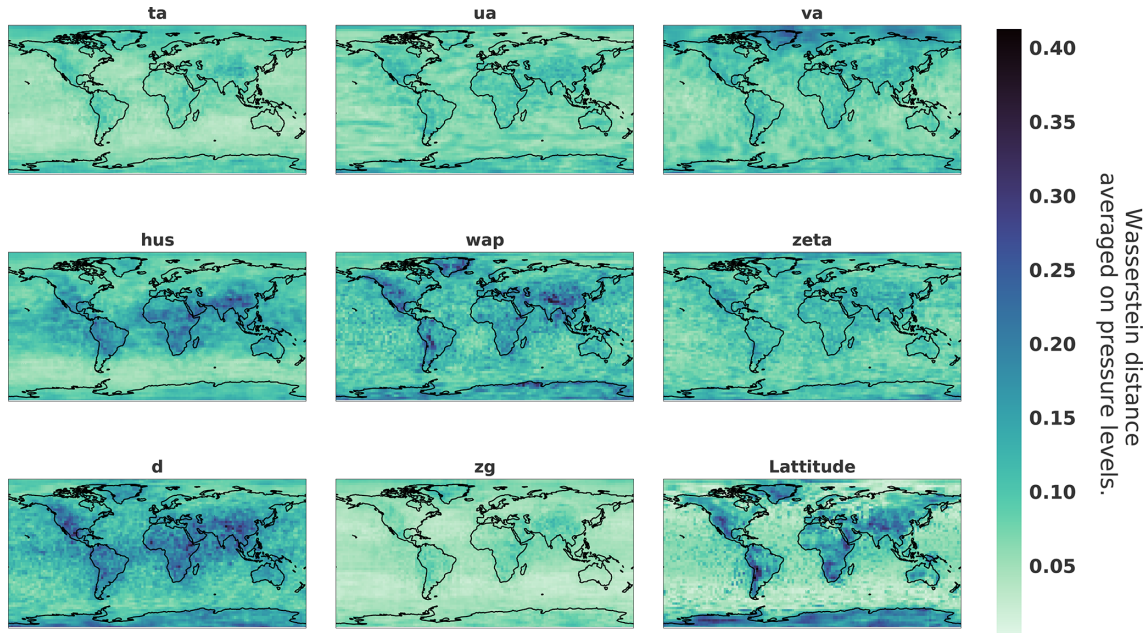 ta
ua
va
hus
wap
zeta
d
zg
Lattitude
0.40
0.35
0.30
0.25
0.20
0.15
0.10
0.05
Wasserstein distance
averaged on pressure levels.